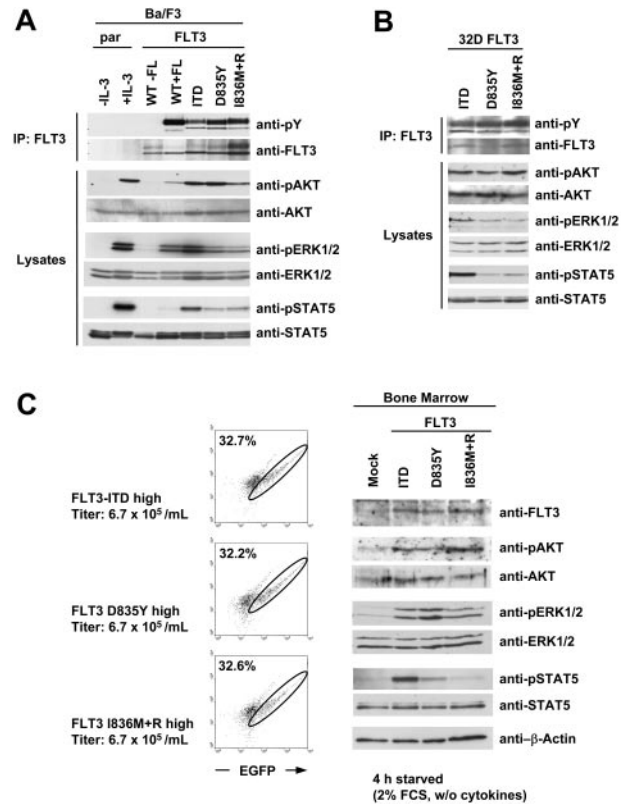 A
Ba/F3
par
FLT3
-IL-3
+IL-3
WT -FL
WT+FL
ITD
D835Y
I836M+R
IP: FLT3
anti-pY
anti-FLT3
Lysates
anti-pAKT
anti-AKT
anti-pERK1/2
anti-ERK1/2
anti-pSTAT5
anti-STAT5
B
32D FLT3
ITD
D835Y
I836M+R
IP: FLT3
anti-pY
anti-FLT3
Lysates
anti-pAKT
anti-AKT
anti-pERK1/2
anti-ERK1/2
anti-pSTAT5
anti-STAT5
C
32.7%
FLT3-ITD high
Titer: 6.7 x 10⁵ /mL
32.2%
FLT3 D835Y high
Titer: 6.7 x 10⁵ /mL
32.6%
FLT3 I836M+R high
Titer: 6.7 x 10⁵ /mL
EGFP
Bone Marrow
FLT3
Mock
ITD
D835Y
I836M+R
anti-FLT3
anti-pAKT
anti-AKT
anti-pERK1/2
anti-ERK1/2
anti-pSTAT5
anti-STAT5
anti-β-Actin
4 h starved
(2% FCS, w/o cytokines)